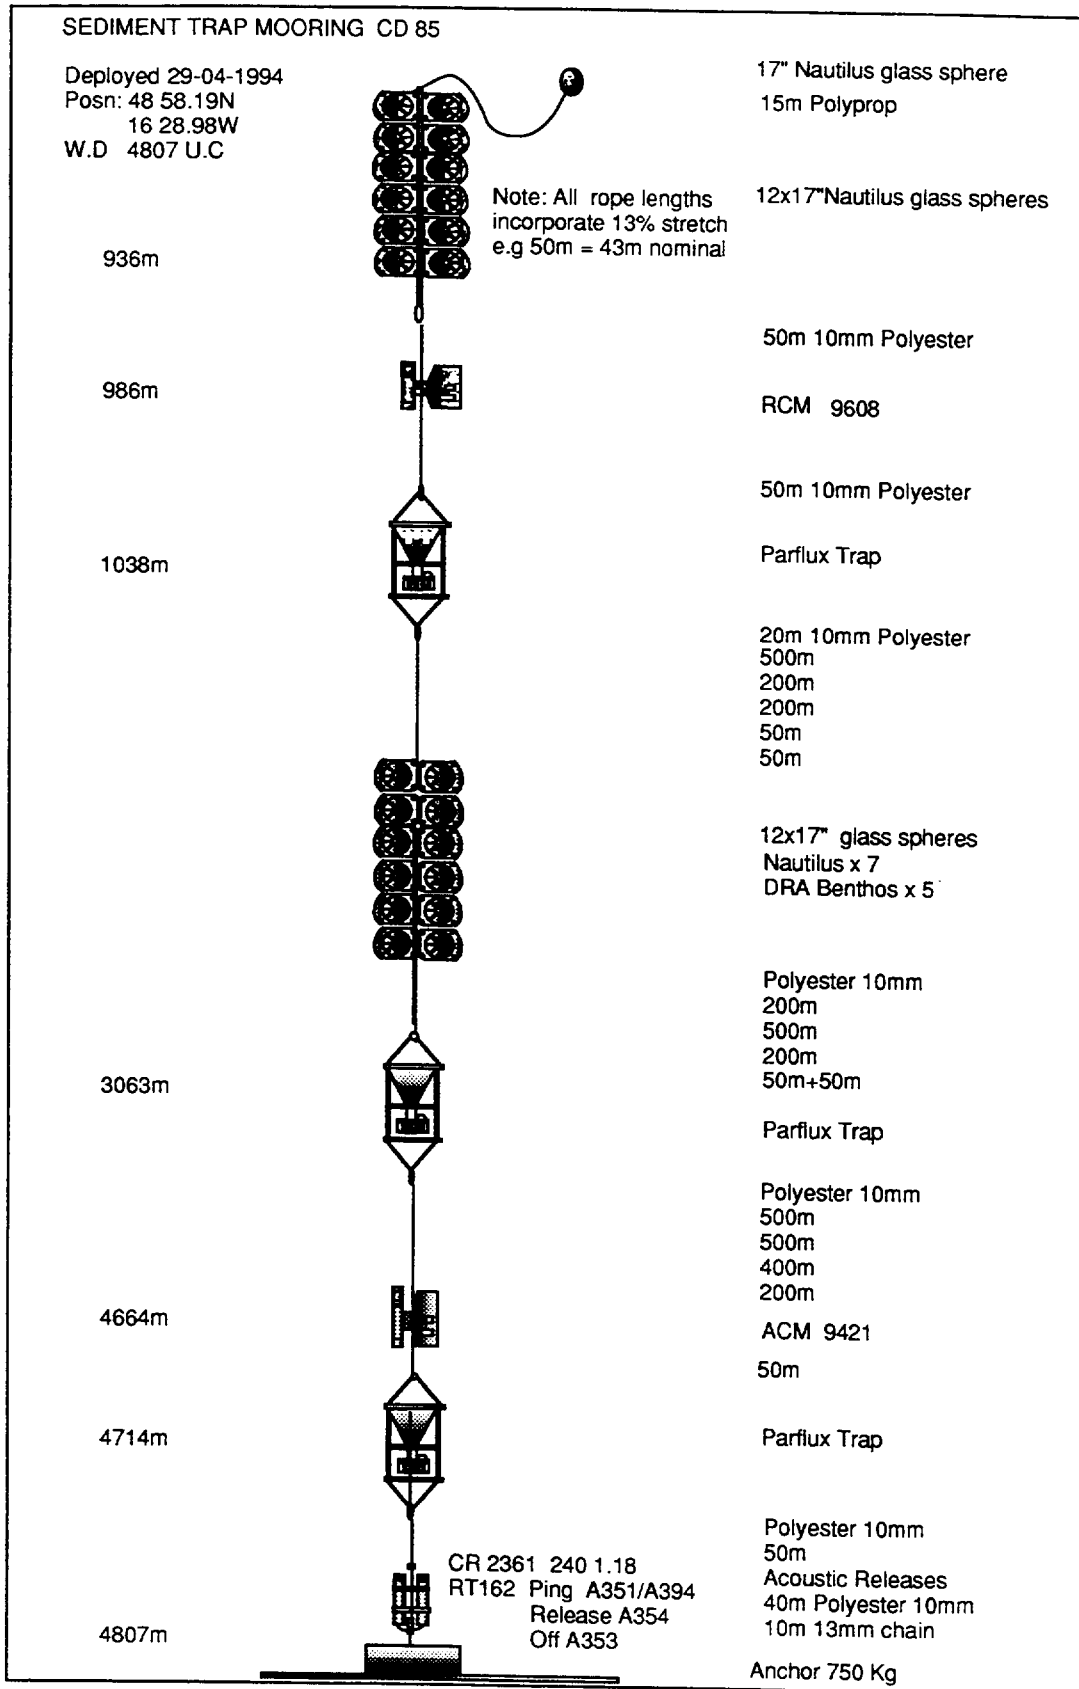 SEDIMENT TRAP MOORING CD 85
Deployed 29-04-1994
Posn: 48 58.19N
16 28.98W
W.D 4807 U.C
17" Nautilus glass sphere
15m Polyprop
Note: All rope lengths
incorporate 13% stretch
e.g 50m = 43m nominal
12x17"Nautilus glass spheres
936m
50m 10mm Polyester
986m
RCM 9608
50m 10mm Polyester
1038m
Parflux Trap
20m 10mm Polyester
500m
200m
200m
50m
50m
12x17" glass spheres
Nautilus x 7
DRA Benthos x 5
Polyester 10mm
200m
500m
200m
50m+50m
3063m
Parflux Trap
Polyester 10mm
500m
500m
400m
200m
4664m
ACM 9421
50m
4714m
Parflux Trap
Polyester 10mm
50m
Acoustic Releases
40m Polyester 10mm
10m 13mm chain
CR 2361 240 1.18
RT162 Ping A351/A394
Release A354
Off A353
4807m
Anchor 750 Kg